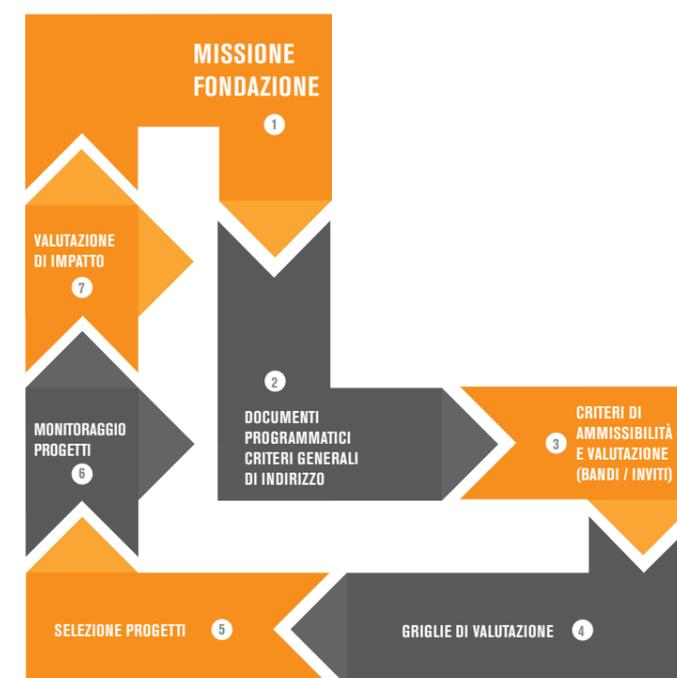 MISSIONE
FONDAZIONE
1
2
DOCUMENTI
PROGRAMMATICI
CRITERI GENERALI
DI INDIRIZZO
3
CRITERI DI
AMMISSIBILITÀ
E VALUTAZIONE
(BANDI / INVITI)
GRIGLIE DI VALUTAZIONE 4
SELEZIONE PROGETTI 5
MONITORAGGIO
PROGETTI
6
VALUTAZIONE
DI IMPATTO
7